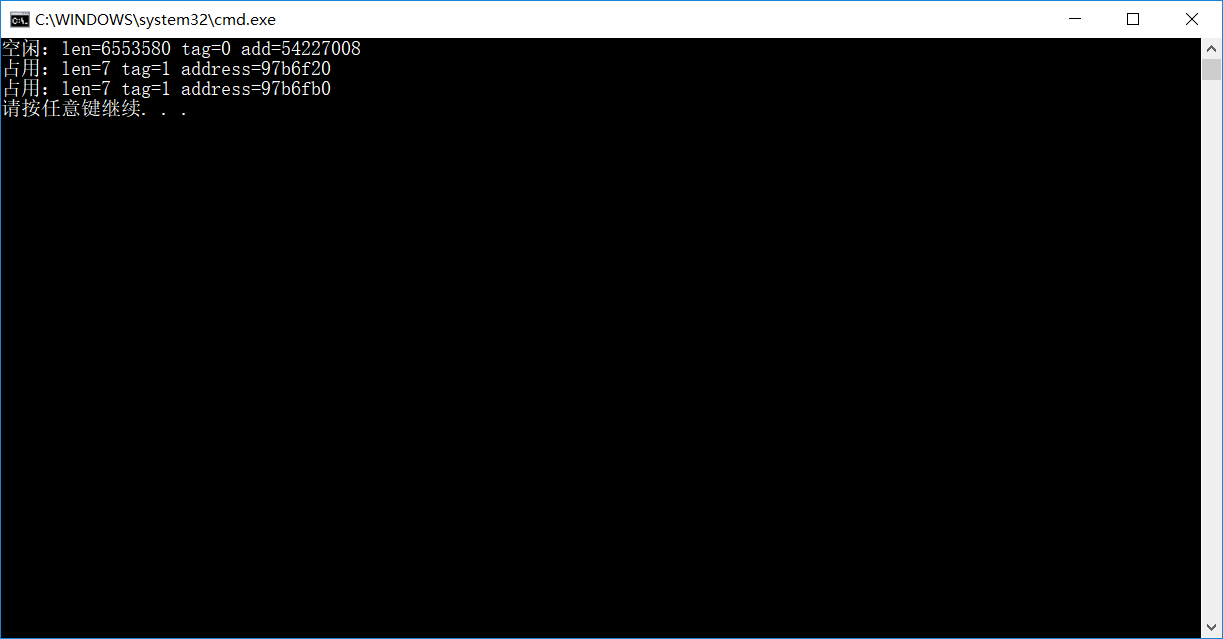 C:\WINDOWS\system32\cmd.exe
空闲：len=6553580 tag=0 add=54227008
占用：len=7 tag=1 address=97b6f20
占用：len=7 tag=1 address=97b6fb0
请按任意键继续. . .